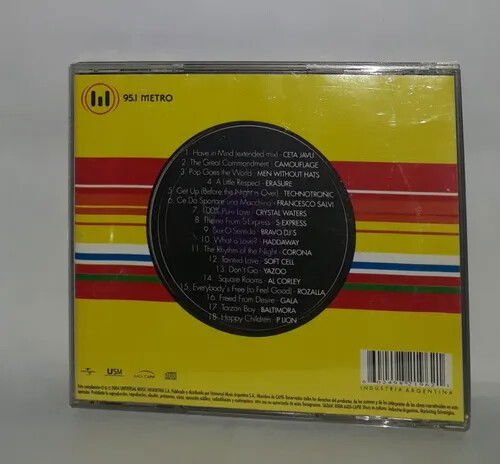 95.1 METRO
1. Have in Mind (extended mix) · CETA JAVU
2. The Great Commandment · CAMOUFLAGE
3. Pop Goes the World · MEN WITHOUT HATS
4. A Little Respect · ERASURE
5. Get Up (Before the Night is Over) · TECHNOTRONIC
6. Ce Da Spostare una Macchina · FRANCESCO SALVI
7. 100% Pure Love · CRYSTAL WATERS
8. Theme From S-Express · S EXPRESS
9. BravO Sonido · BRAVO DJ'S
10. What is Love? · HADDAWAY
11. The Rhythm of the Night · CORONA
12. Tainted Love · SOFT CELL
13. Don't Go · YAZOO
14. Square Rooms · AL CORLEY
15. Everybody's Free (to Feel Good) · ROZALLA
16. Freed From Desire · GALA
17. Tarzan Boy · BALTIMORA
18. Happy Children · P LION
USM
INDUSTRIA ARGENTINA